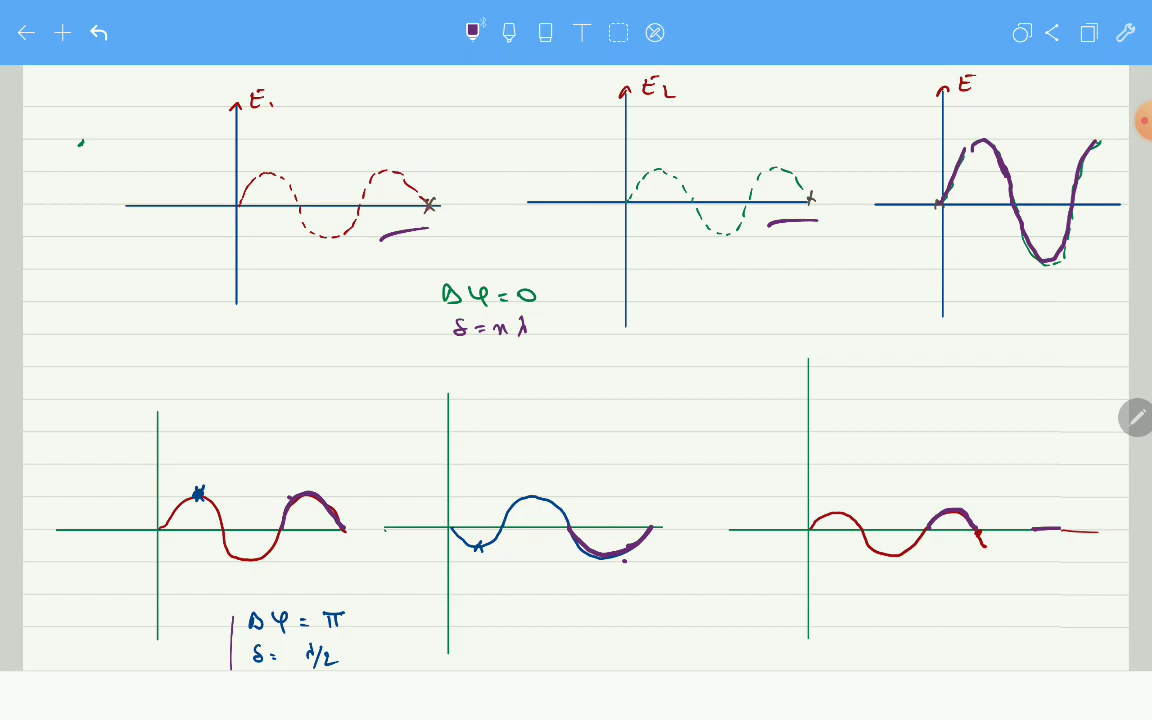 E₁
E₂
E
Δφ = 0
δ = nλ
Δφ = π
δ = λ/2